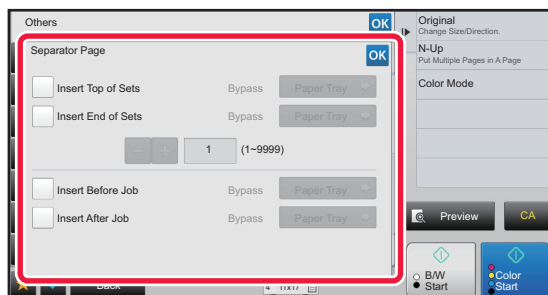 Others
OK
Separator Page
OK
Insert Top of Sets Bypass Paper Tray
Insert End of Sets Bypass Paper Tray
- + 1 (1~9999)
Insert Before Job Bypass Paper Tray
Insert After Job Bypass Paper Tray
Back
4 11x17
Original
Change Size/Direction.
N-Up
Put Multiple Pages in A Page
Color Mode
Preview
CA
B/W
Start
Color
Start